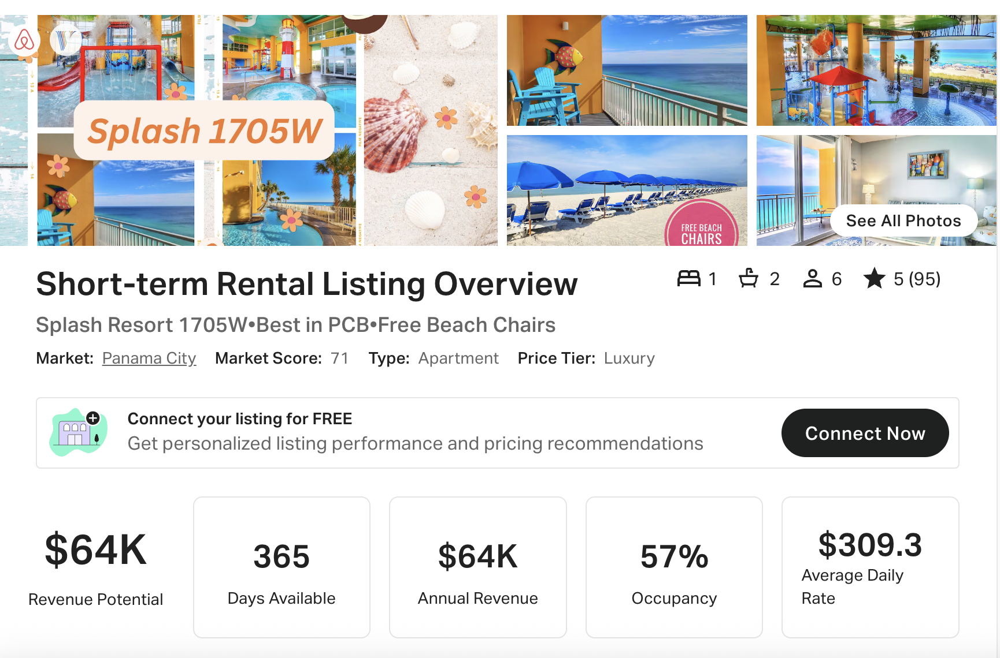 Splash 1705W
FILM NEGATIVE
FREE BEACH
CHAIRS
See All Photos
Short-term Rental Listing Overview
1
2
6
5 (95)
Splash Resort 1705W•Best in PCB•Free Beach Chairs
Market: Panama City Market Score: 71 Type: Apartment Price Tier: Luxury
Connect your listing for FREE
Get personalized listing performance and pricing recommendations
Connect Now
$64K
Revenue Potential
365
Days Available
$64K
Annual Revenue
57%
Occupancy
$309.3
Average Daily
Rate